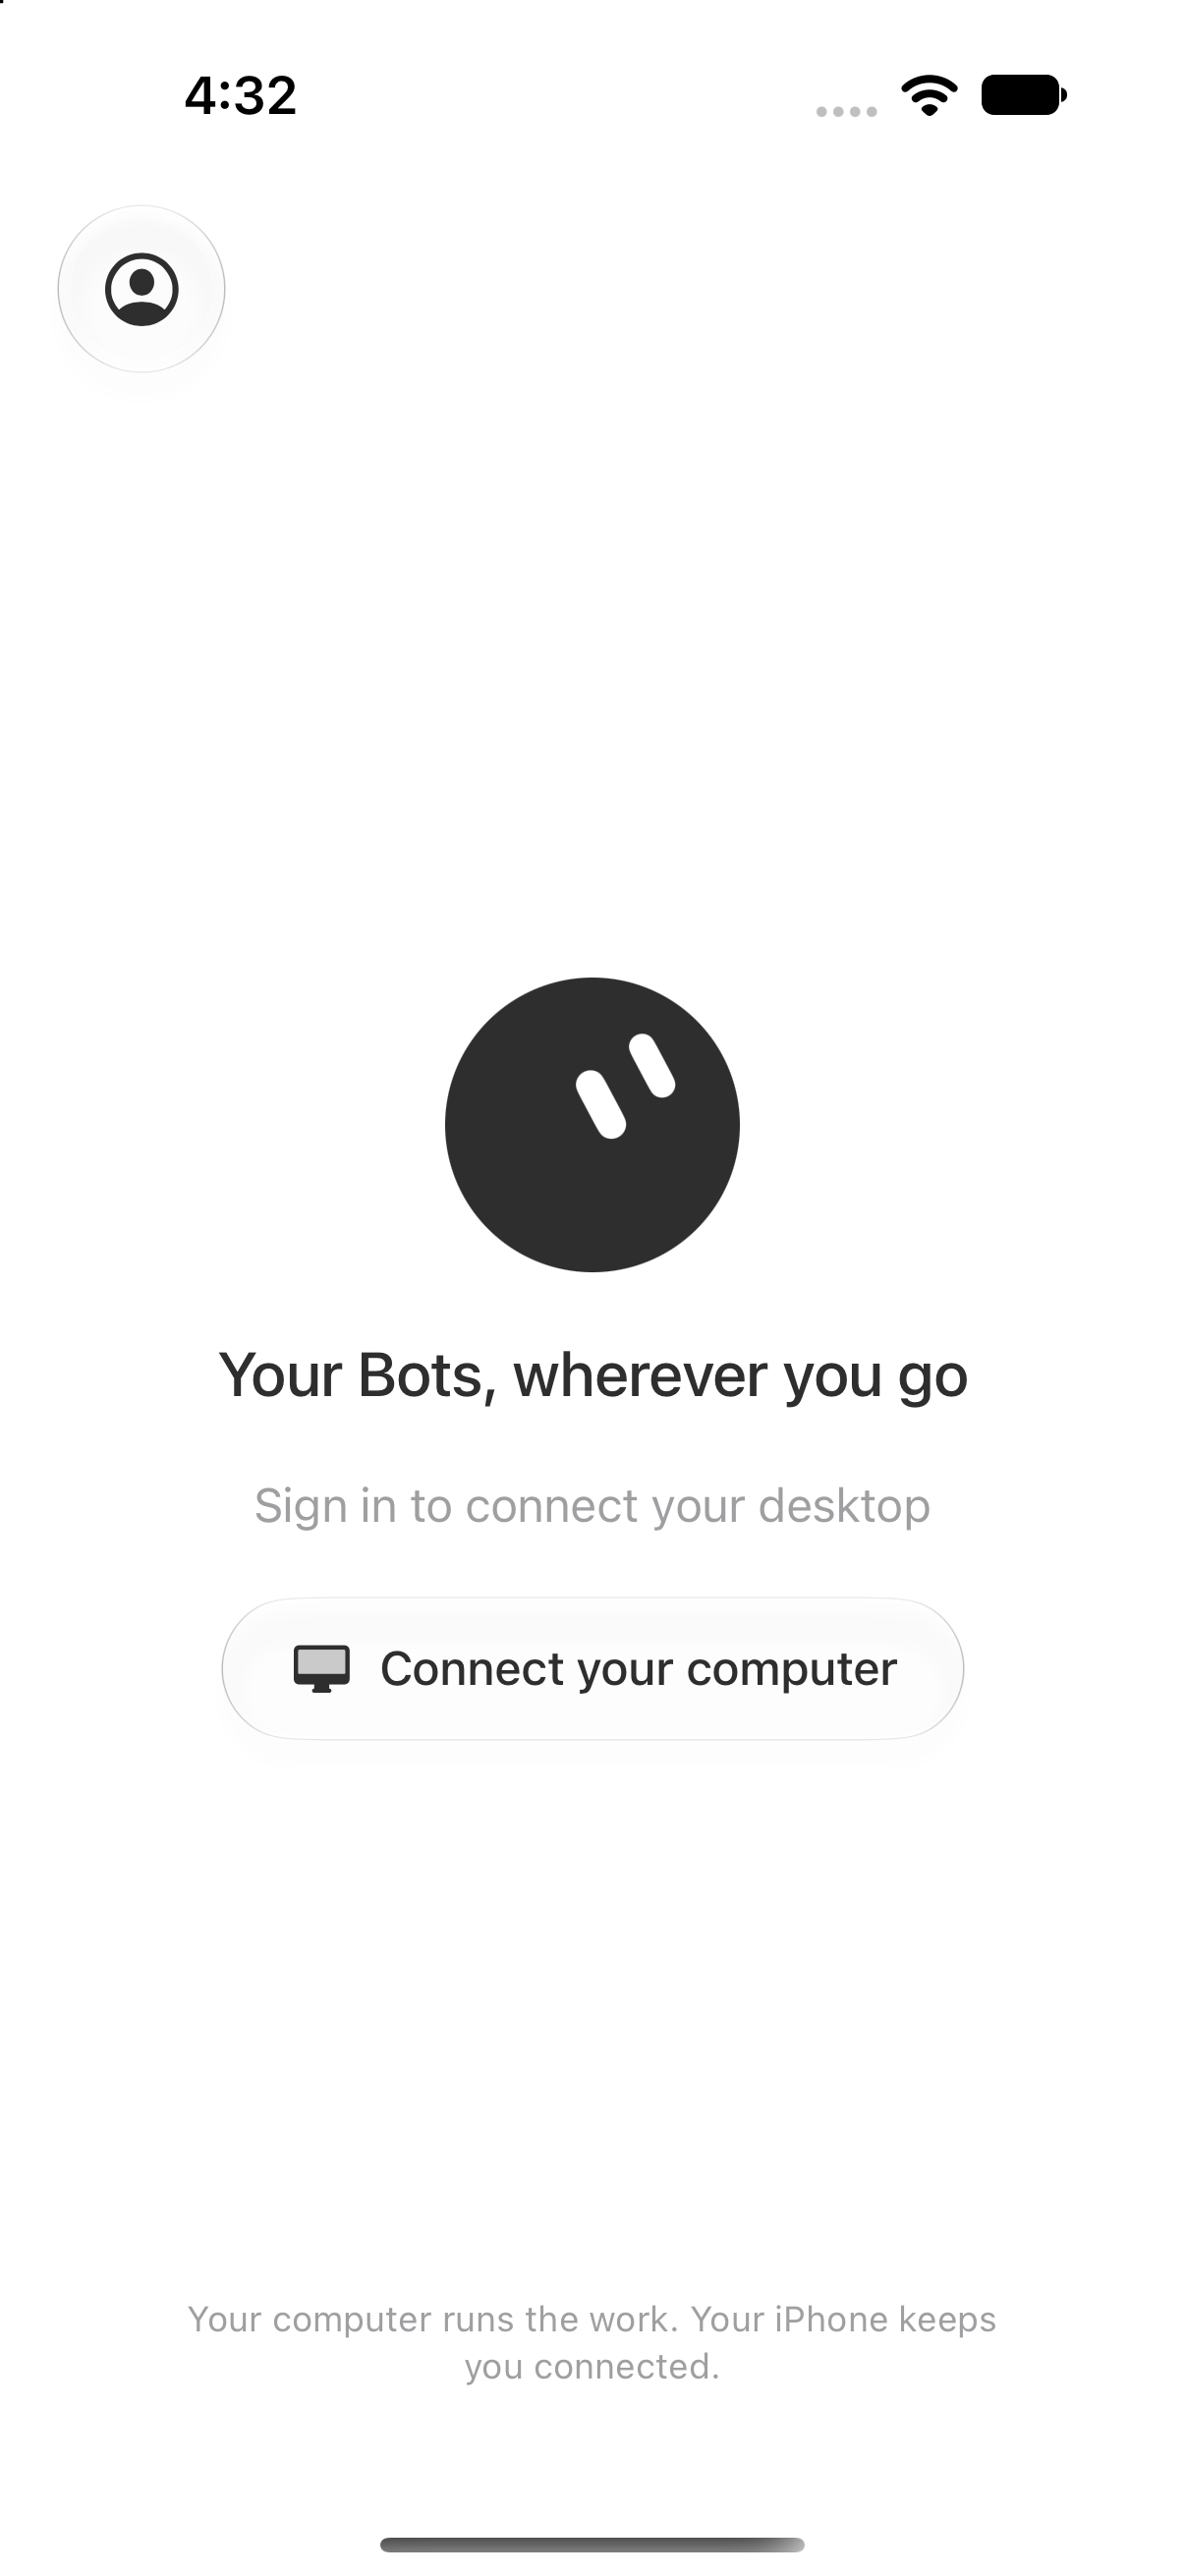 4:32
Your Bots, wherever you go
Sign in to connect your desktop
Connect your computer
Your computer runs the work. Your iPhone keeps
you connected.